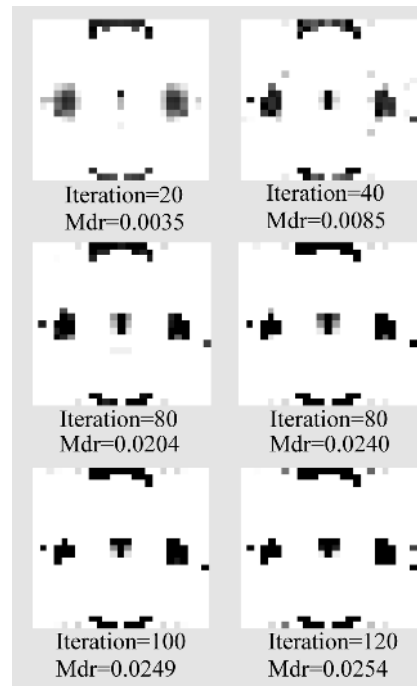 Iteration=20
Mdr=0.0035
Iteration=40
Mdr=0.0085
Iteration=80
Mdr=0.0204
Iteration=80
Mdr=0.0240
Iteration=100
Mdr=0.0249
Iteration=120
Mdr=0.0254